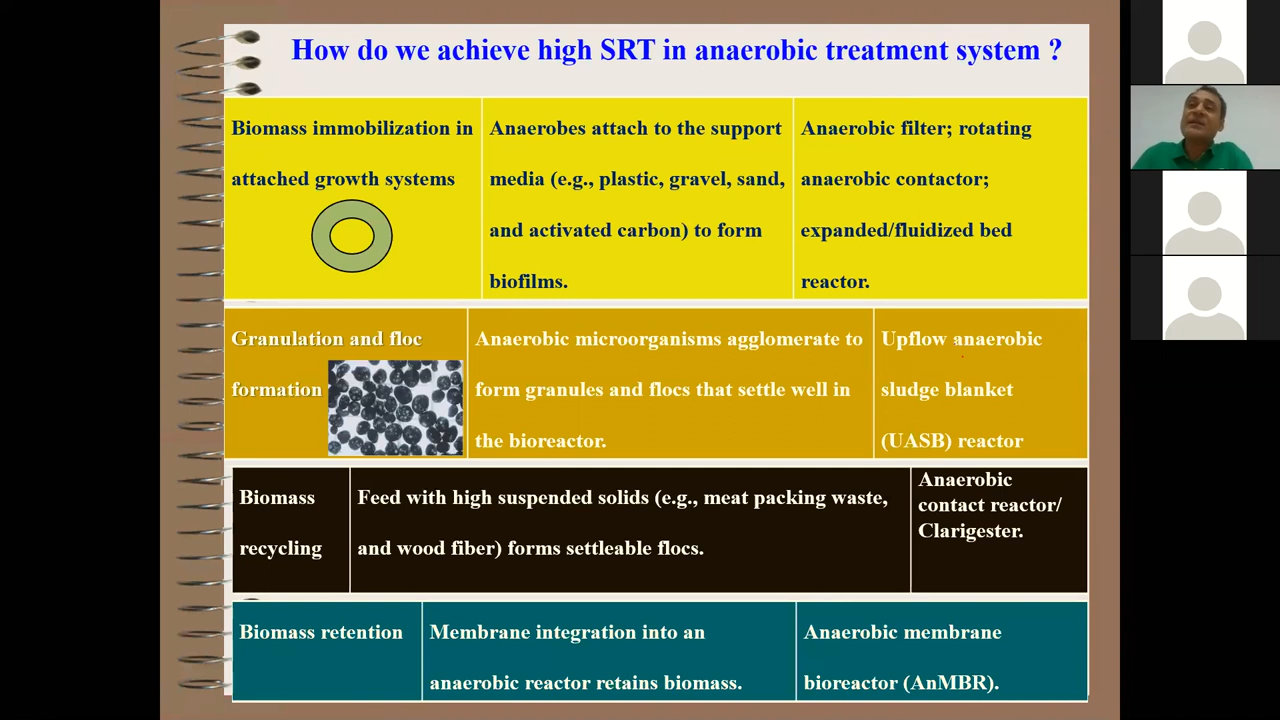 How do we achieve high SRT in anaerobic treatment system ?
Biomass immobilization in
attached growth systems
Anaerobes attach to the support
media (e.g., plastic, gravel, sand,
and activated carbon) to form
biofilms.
Anaerobic filter; rotating
anaerobic contactor;
expanded/fluidized bed
reactor.
Granulation and floc
formation
Anaerobic microorganisms agglomerate to
form granules and flocs that settle well in
the bioreactor.
Upflow anaerobic
sludge blanket
(UASB) reactor
Biomass
recycling
Feed with high suspended solids (e.g., meat packing waste,
and wood fiber) forms settleable flocs.
Anaerobic
contact reactor/
Clarigester.
Biomass retention
Membrane integration into an
anaerobic reactor retains biomass.
Anaerobic membrane
bioreactor (AnMBR).